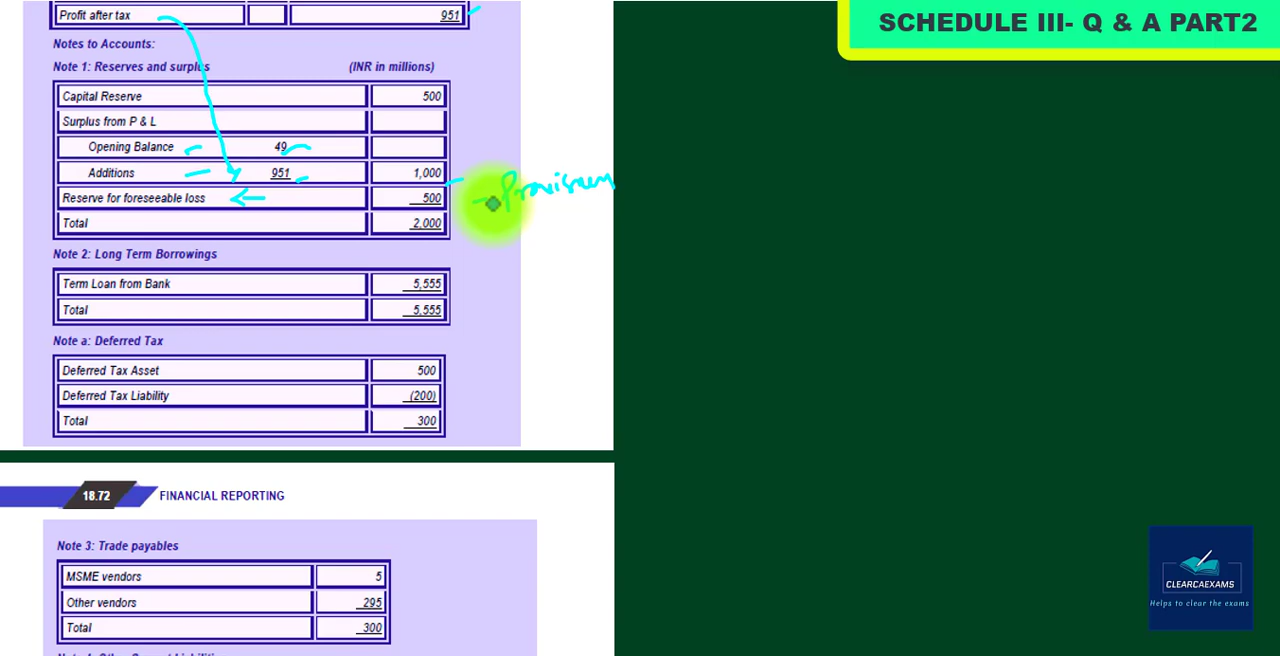 SCHEDULE III- Q & A PART2
Profit after tax 951
Notes to Accounts:
Note 1: Reserves and surplus (INR in millions)
Capital Reserve 500
Surplus from P & L
Opening Balance 49
Additions 951 1,000
Provision
Reserve for foreseeable loss 500
Total 2,000
Note 2: Long Term Borrowings
Term Loan from Bank 5,555
Total 5,555
Note a: Deferred Tax
Deferred Tax Asset 500
Deferred Tax Liability (200)
Total 300
18.72 FINANCIAL REPORTING
Note 3: Trade payables
MSME vendors 5
Other vendors 295
Total 300
CLEARCAEXAMS
Helps to clear the exams